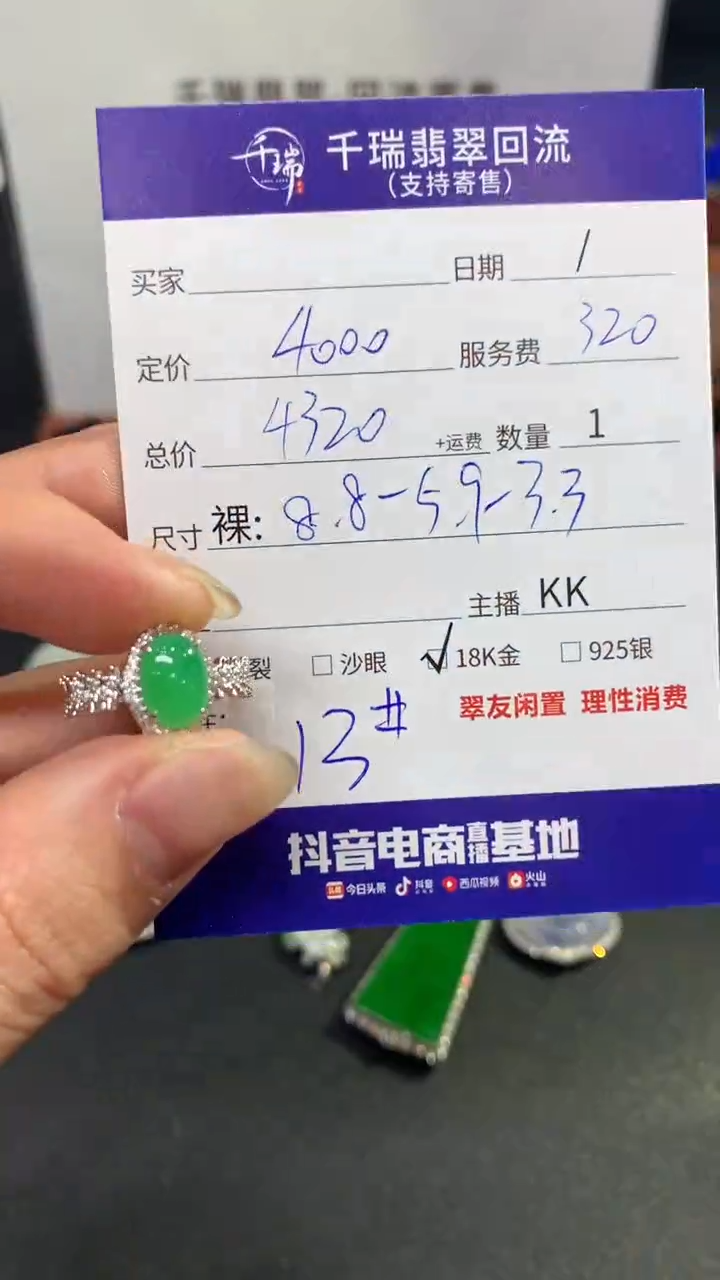 千瑞
千瑞翡翠回流
(支持寄售)
买家 日期 /
定价 4000 服务费 320
总价 4320 +运费 数量 1
尺寸 裸: 8.8-5.9-3.3
主播 KK
裂 □ 沙眼 √ 18K金 □ 925银
翠友闲置 理性消费
13#
抖音电商直播基地
今日头条 抖音 西瓜视频 火山